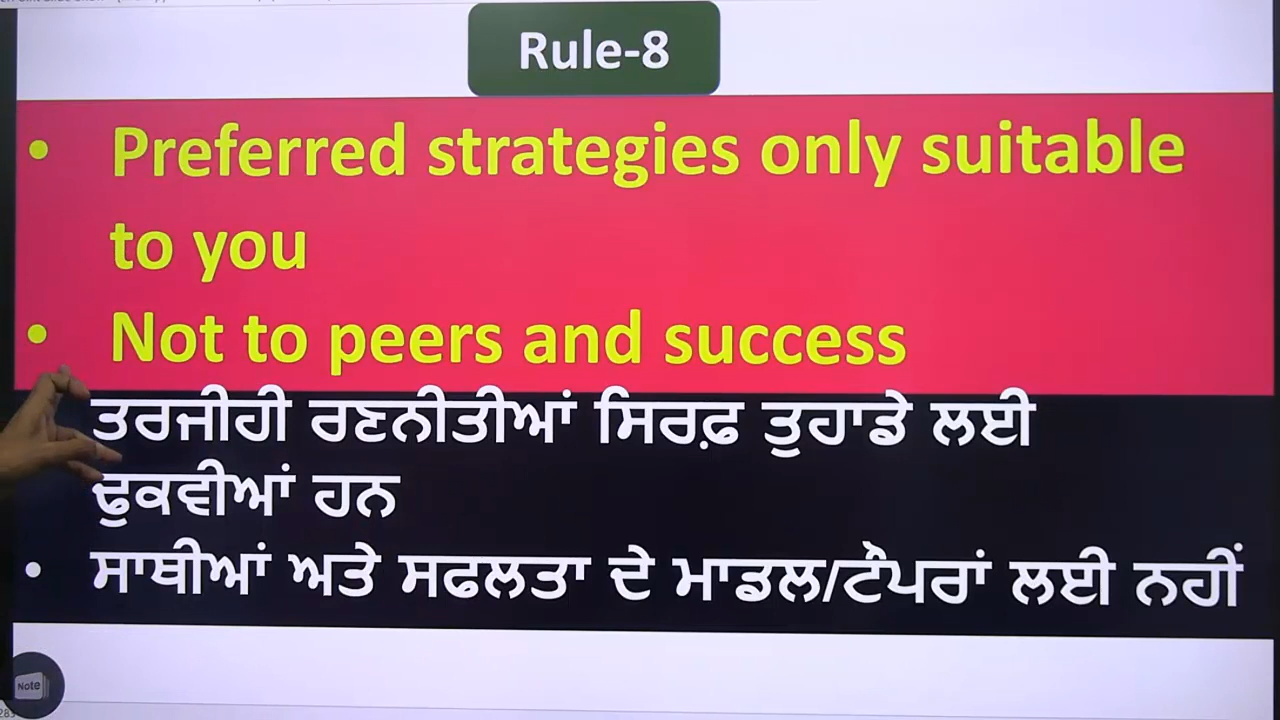 Rule-8
• Preferred strategies only suitable
to you
• Not to peers and success
ਤਰਜੀਹੀ ਰਣਨੀਤੀਆਂ ਸਿਰਫ਼ ਤੁਹਾਡੇ ਲਈ
ਢੁਕਵੀਆਂ ਹਨ
• ਸਾਥੀਆਂ ਅਤੇ ਸਫਲਤਾ ਦੇ ਮਾਡਲ/ਟੌਪਰਾਂ ਲਈ ਨਹੀਂ
Note